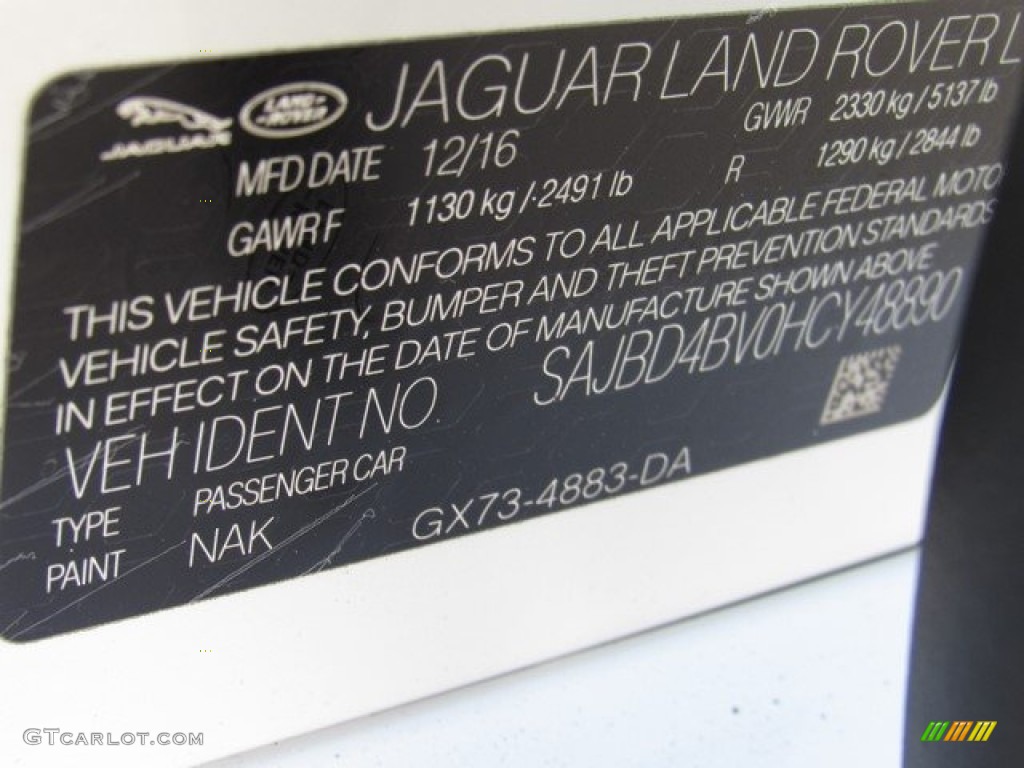 JAGUAR
LAND ROVER
JAGUAR LAND ROVER L
MFD DATE 12/16 GVWR 2330 kg / 5137 lb
GAWR F 1130 kg / 2491 lb R 1290 kg / 2844 lb
THIS VEHICLE CONFORMS TO ALL APPLICABLE FEDERAL MOTO
VEHICLE SAFETY, BUMPER AND THEFT PREVENTION STANDARDS
IN EFFECT ON THE DATE OF MANUFACTURE SHOWN ABOVE
VEH IDENT NO SAJBD4BV0HCY48890
TYPE PASSENGER CAR
PAINT NAK GX73-4883-DA
GTCARLOT.COM